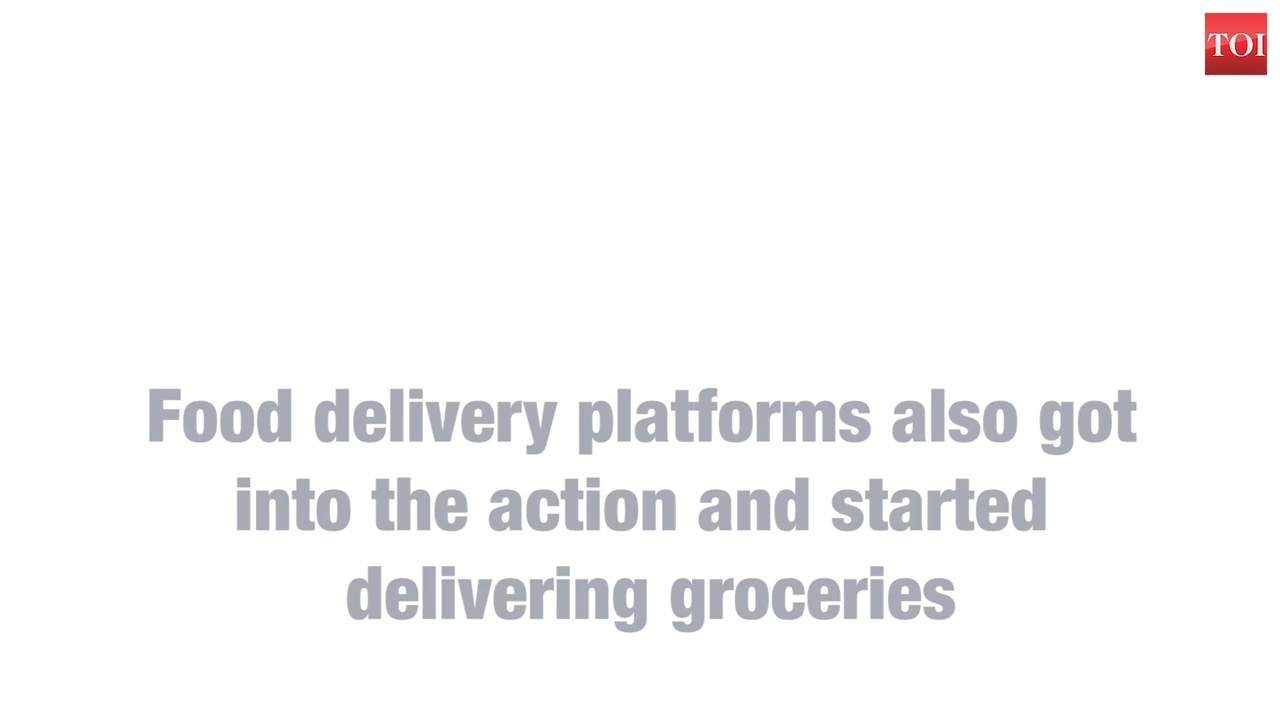 TOI
Food delivery platforms also got
into the action and started
delivering groceries